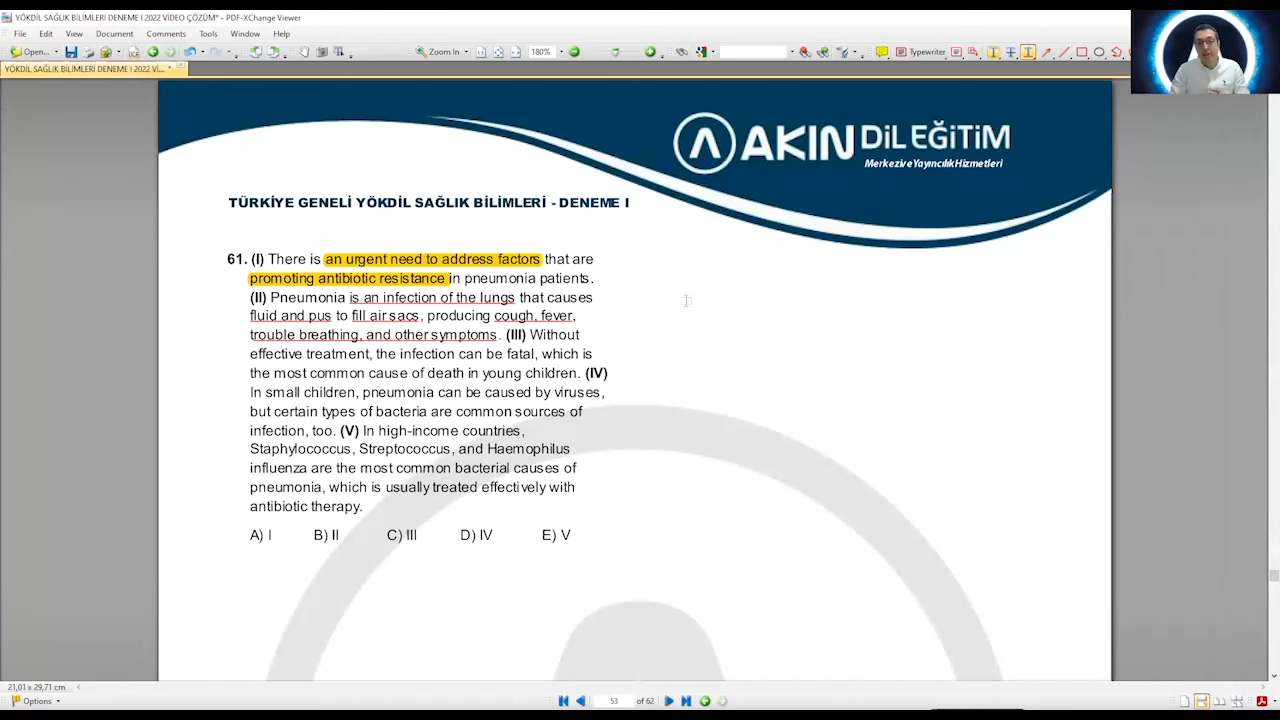 YÖKDİL SAĞLIK BİLİMLERİ DENEME I 2022 VİDEO ÇÖZÜM* - PDF-XChange Viewer
File Edit View Document Comments Tools Window Help
Open... Zoom In 180% Typewriter
YÖKDİL SAĞLIK BİLİMLERİ DENEME I 2022 Vİ... *
AKIN DİL EĞİTİM
Merkezi ve Yayıncılık Hizmetleri
TÜRKİYE GENELİ YÖKDİL SAĞLIK BİLİMLERİ - DENEME I
61. (I) There is an urgent need to address factors that are
promoting antibiotic resistance in pneumonia patients.
(II) Pneumonia is an infection of the lungs that causes
fluid and pus to fill air sacs, producing cough, fever,
trouble breathing, and other symptoms. (III) Without
effective treatment, the infection can be fatal, which is
the most common cause of death in young children. (IV)
In small children, pneumonia can be caused by viruses,
but certain types of bacteria are common sources of
infection, too. (V) In high-income countries,
Staphylococcus, Streptococcus, and Haemophilus
influenza are the most common bacterial causes of
pneumonia, which is usually treated effectively with
antibiotic therapy.
A) I B) II C) III D) IV E) V
21,01 x 29,71 cm
Options 53 of 62